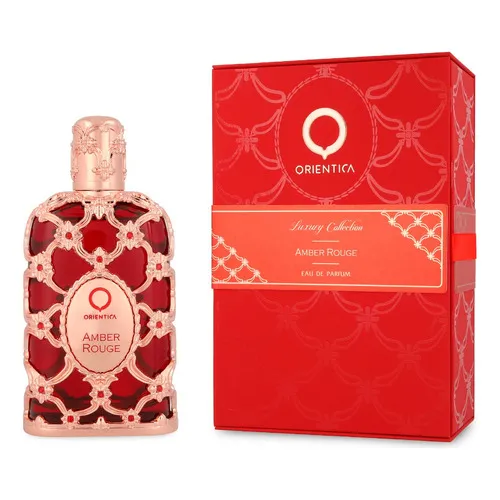 ORIENTICA
AMBER
ROUGE
ORIENTICA
Luxury Collection
AMBER ROUGE
EAU DE PARFUM